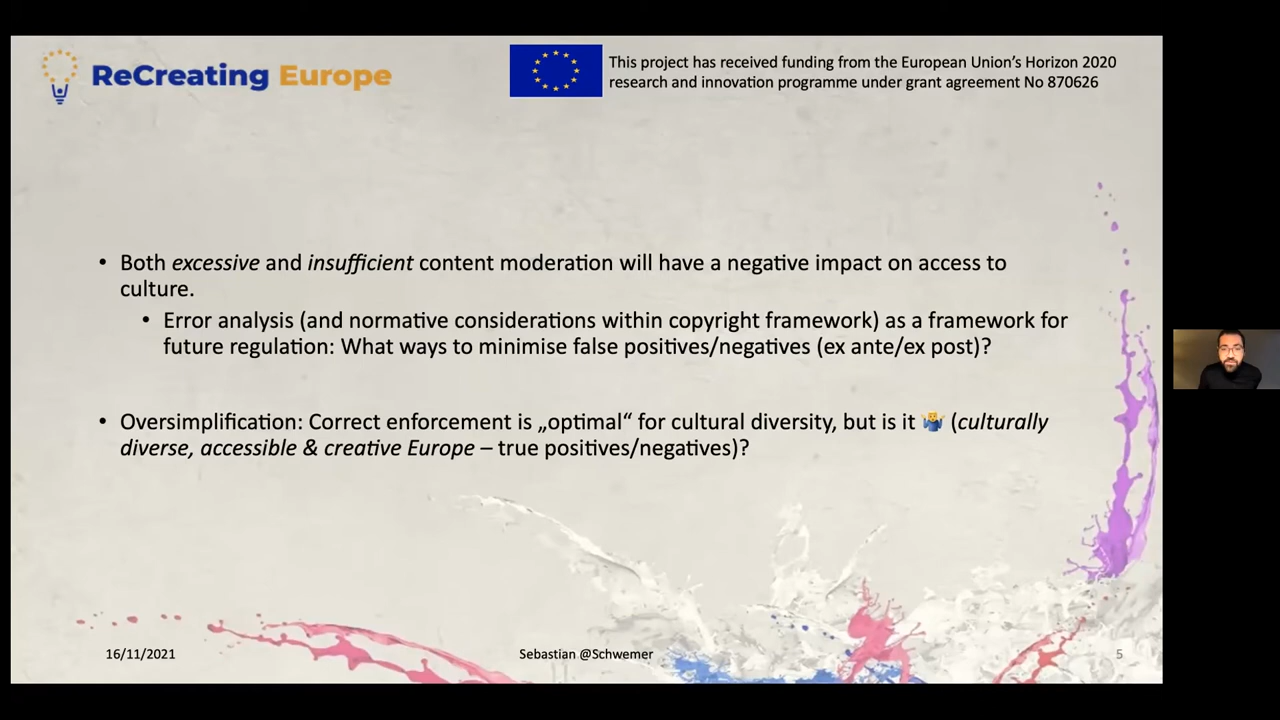 ReCreating Europe
This project has received funding from the European Union's Horizon 2020
research and innovation programme under grant agreement No 870626
• Both excessive and insufficient content moderation will have a negative impact on access to
culture.
• Error analysis (and normative considerations within copyright framework) as a framework for
future regulation: What ways to minimise false positives/negatives (ex ante/ex post)?
• Oversimplification: Correct enforcement is „optimal“ for cultural diversity, but is it 🤷‍♂️ (culturally
diverse, accessible & creative Europe – true positives/negatives)?
16/11/2021
Sebastian @Schwemer
5